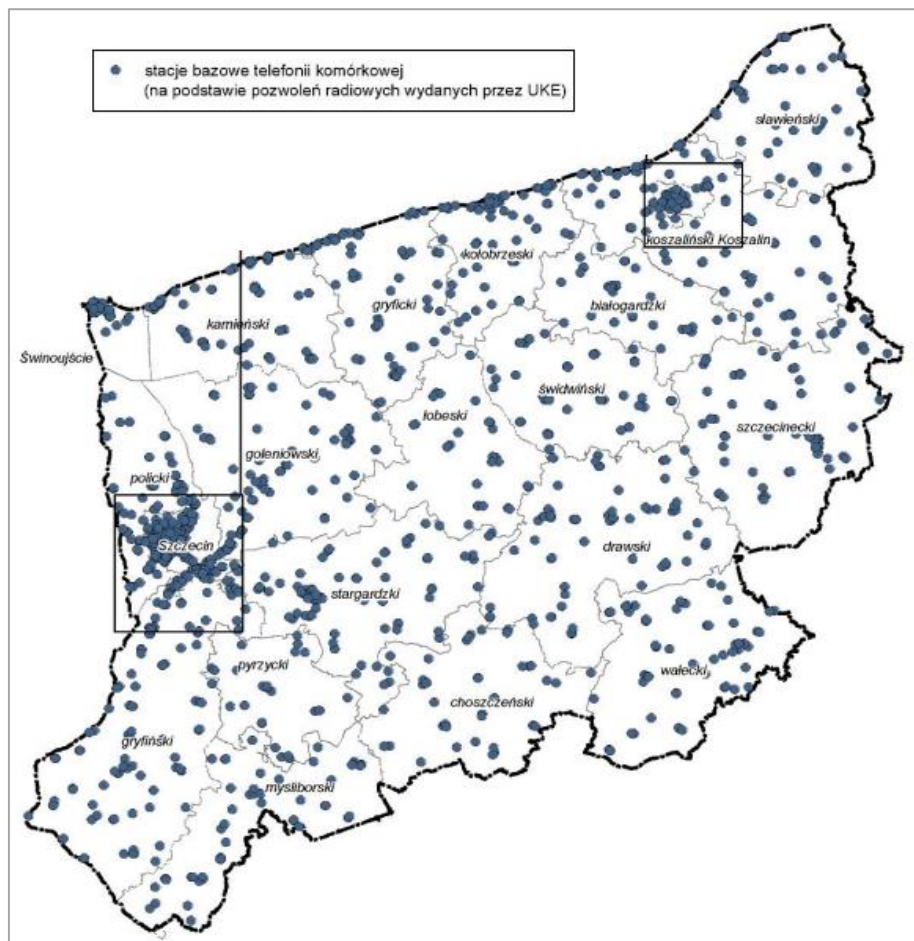 stacje bazowe telefonii komórkowej
(na podstawie pozwoleń radiowych wydanych przez UKE)
sławieński
koszaliński Koszalin
kołobrzeski
białogardzki
gryficki
kamieński
Świnoujście
świdwiński
łobeski
szczecinecki
goleniowski
policki
Szczecin
drawski
stargardzki
wałecki
pyrzycki
choszczeński
gryfiński
myśliborski